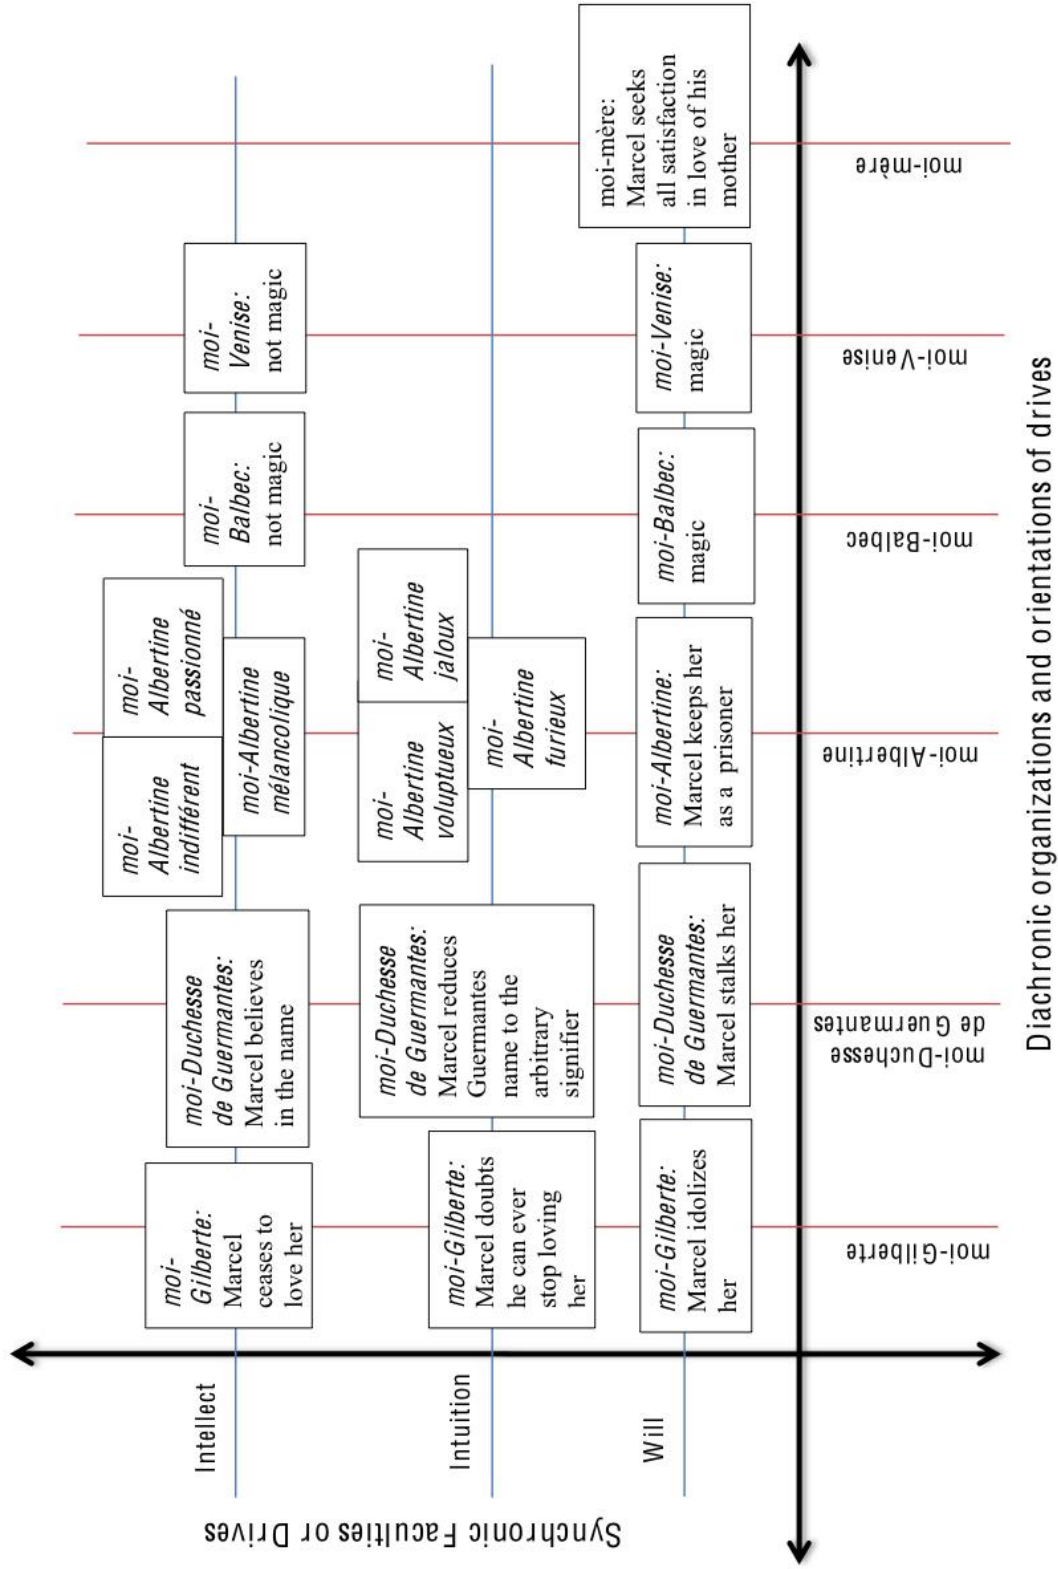 Synchronic Faculties or Drives
Intellect
moi-
Gilberte:
Marcel
ceases to
love her
moi-Duchesse
de Guermantes:
Marcel believes
in the name
moi-
Albertine
indifférent
moi-
Albertine
passionné
moi-Albertine
mélancolique
moi-
Balbec:
not magic
moi-
Venise:
not magic
Intuition
moi-Gilberte:
Marcel doubts
he can ever
stop loving
her
moi-Duchesse
de Guermantes:
Marcel reduces
Guermantes
name to the
arbitrary
signifier
moi-
Albertine
voluptueux
moi-
Albertine
jaloux
moi-
Albertine
furieux
Will
moi-Gilberte:
Marcel idolizes
her
moi-Duchesse
de Guermantes:
Marcel stalks her
moi-Albertine:
Marcel keeps her
as a prisoner
moi-Balbec:
magic
moi-Venise:
magic
moi-mère:
Marcel seeks
all satisfaction
in love of his
mother
moi-Gilberte
moi-Duchesse
de Guermantes
moi-Albertine
moi-Balbec
moi-Venise
moi-mère
Diachronic organizations and orientations of drives